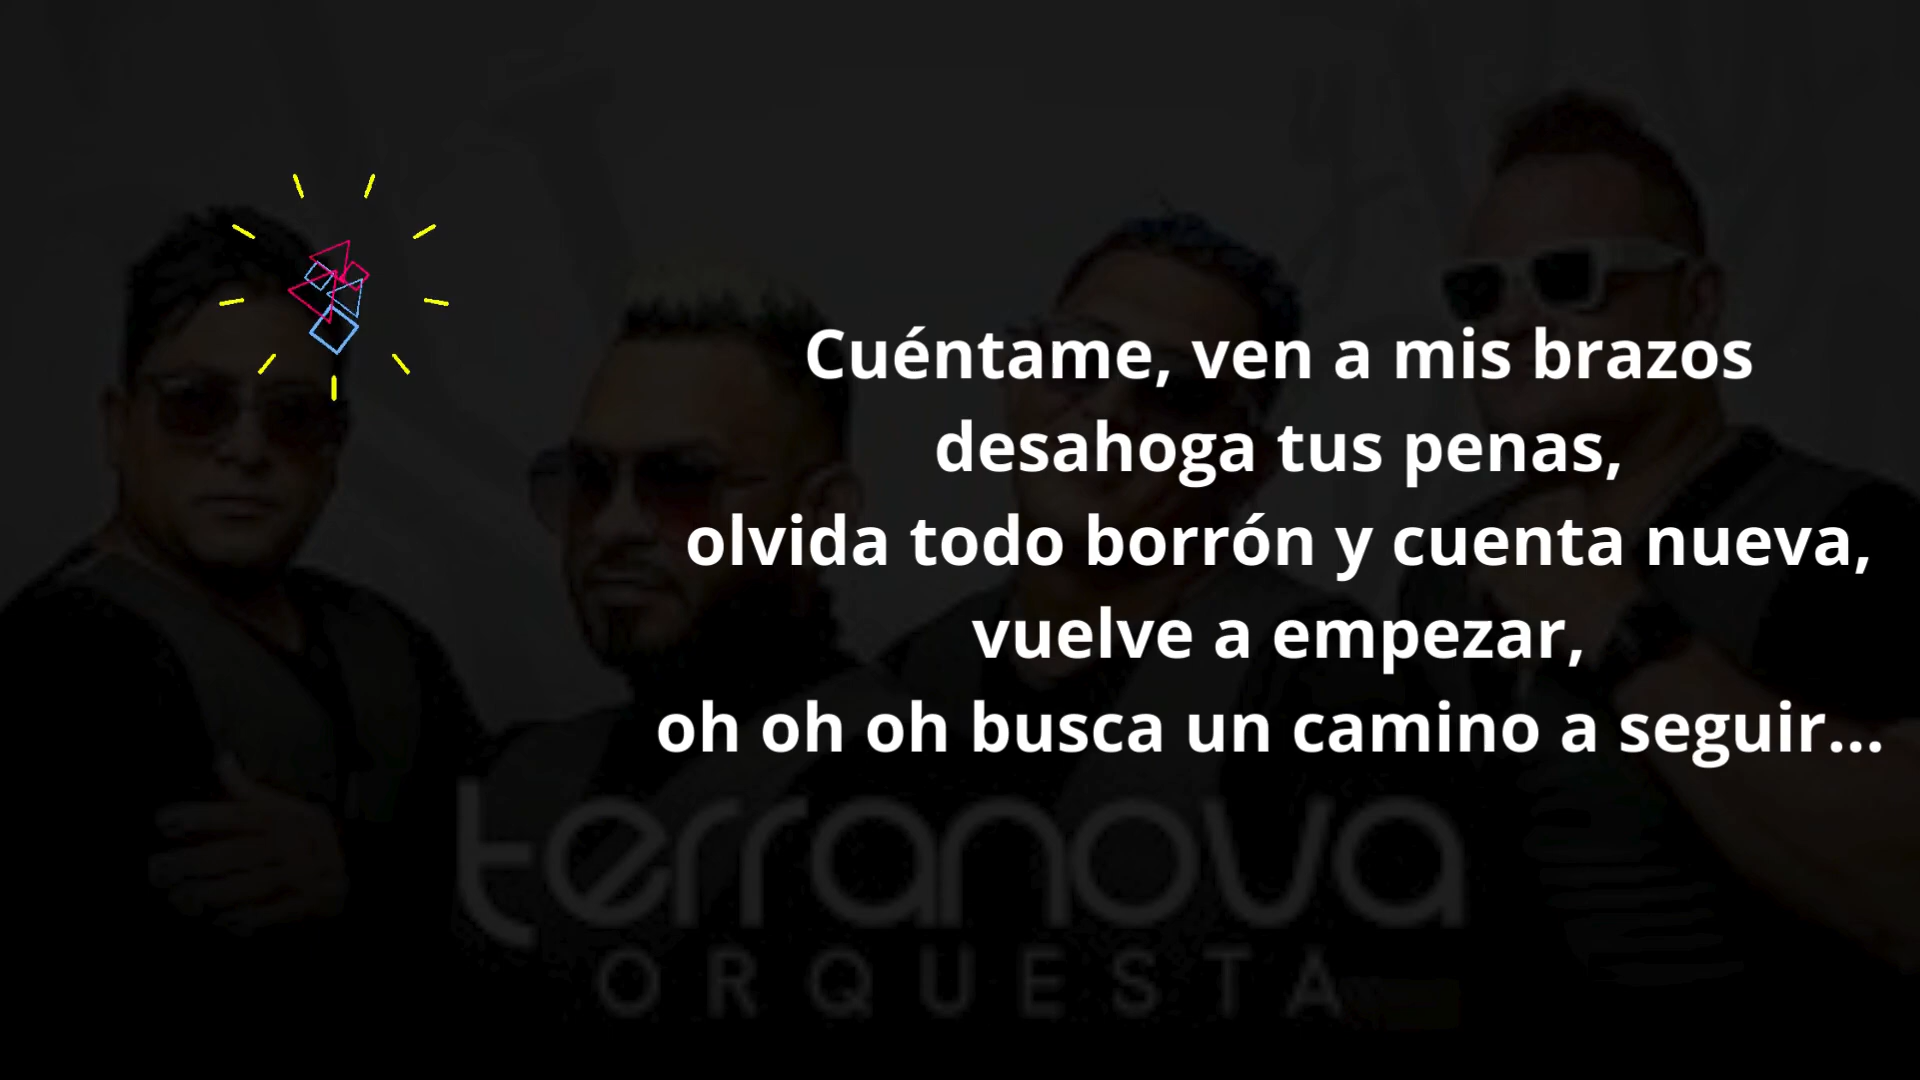 Cuéntame, ven a mis brazos
desahoga tus penas,
olvida todo borrón y cuenta nueva,
vuelve a empezar,
oh oh oh busca un camino a seguir...
terranova
ORQUESTA